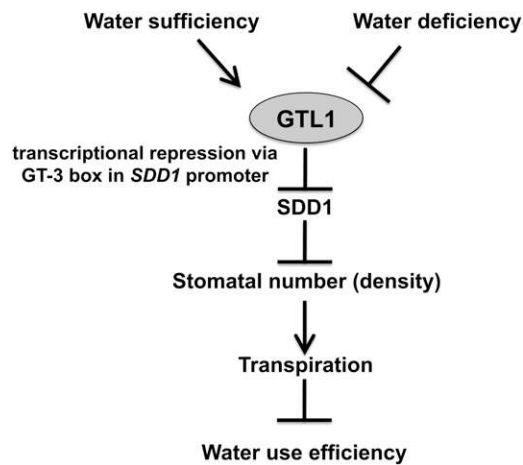 Water sufficiency
Water deficiency
GTL1
transcriptional repression via
GT-3 box in SDD1 promoter
SDD1
Stomatal number (density)
Transpiration
Water use efficiency